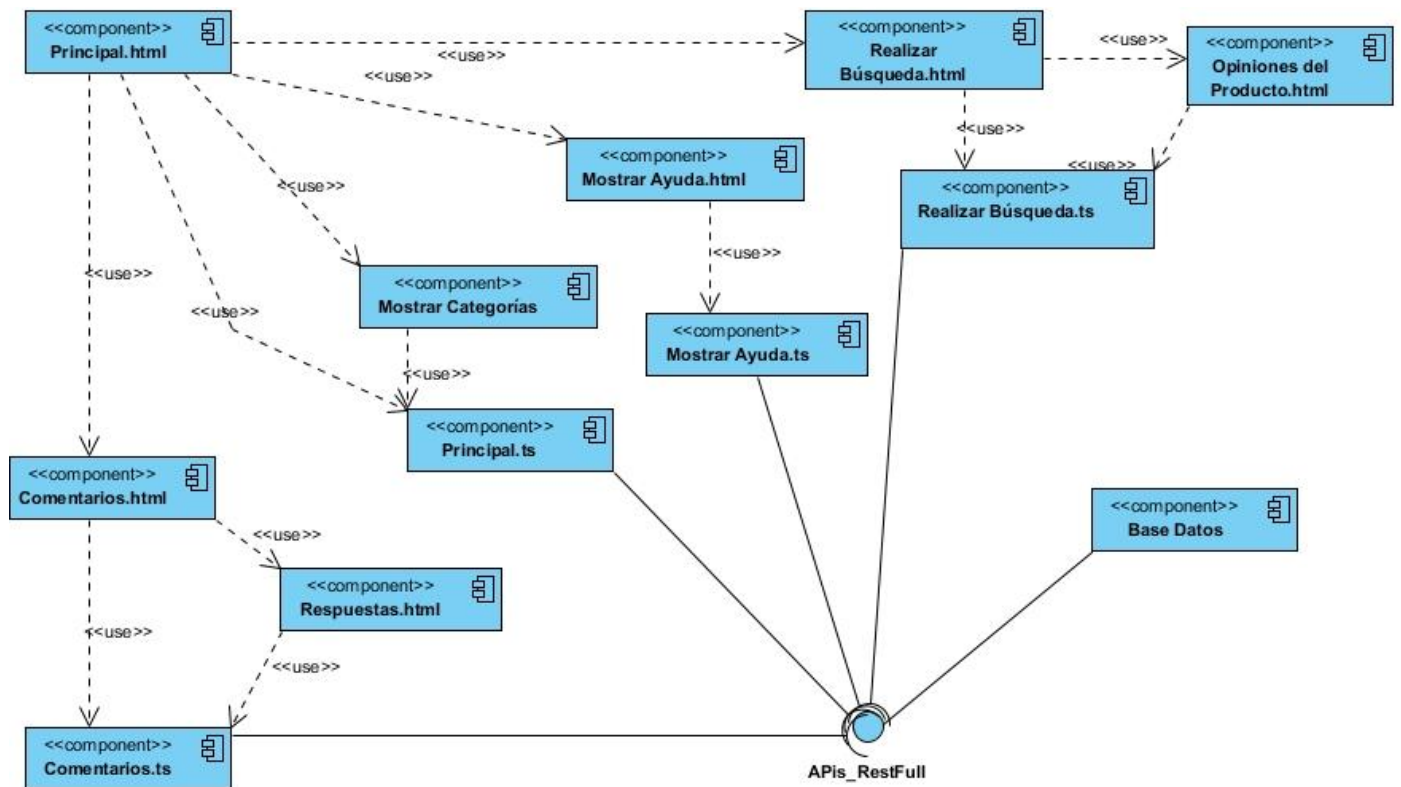 <<component>>
Principal.html
<<component>>
Realizar
Búsqueda.html
<<use>>
<<component>>
Opiniones del
Producto.html
<<use>>
<<use>>
<<use>>
<<component>>
Mostrar Ayuda.html
<<use>>
<<component>>
Realizar Búsqueda.ts
<<use>>
<<use>>
<<use>>
<<component>>
Mostrar Categorías
<<use>>
<<component>>
Mostrar Ayuda.ts
<<use>>
<<component>>
Principal.ts
<<component>>
Comentarios.html
<<component>>
Base Datos
<<use>>
<<component>>
Respuestas.html
<<use>>
<<use>>
<<component>>
Comentarios.ts
APis_RestFull